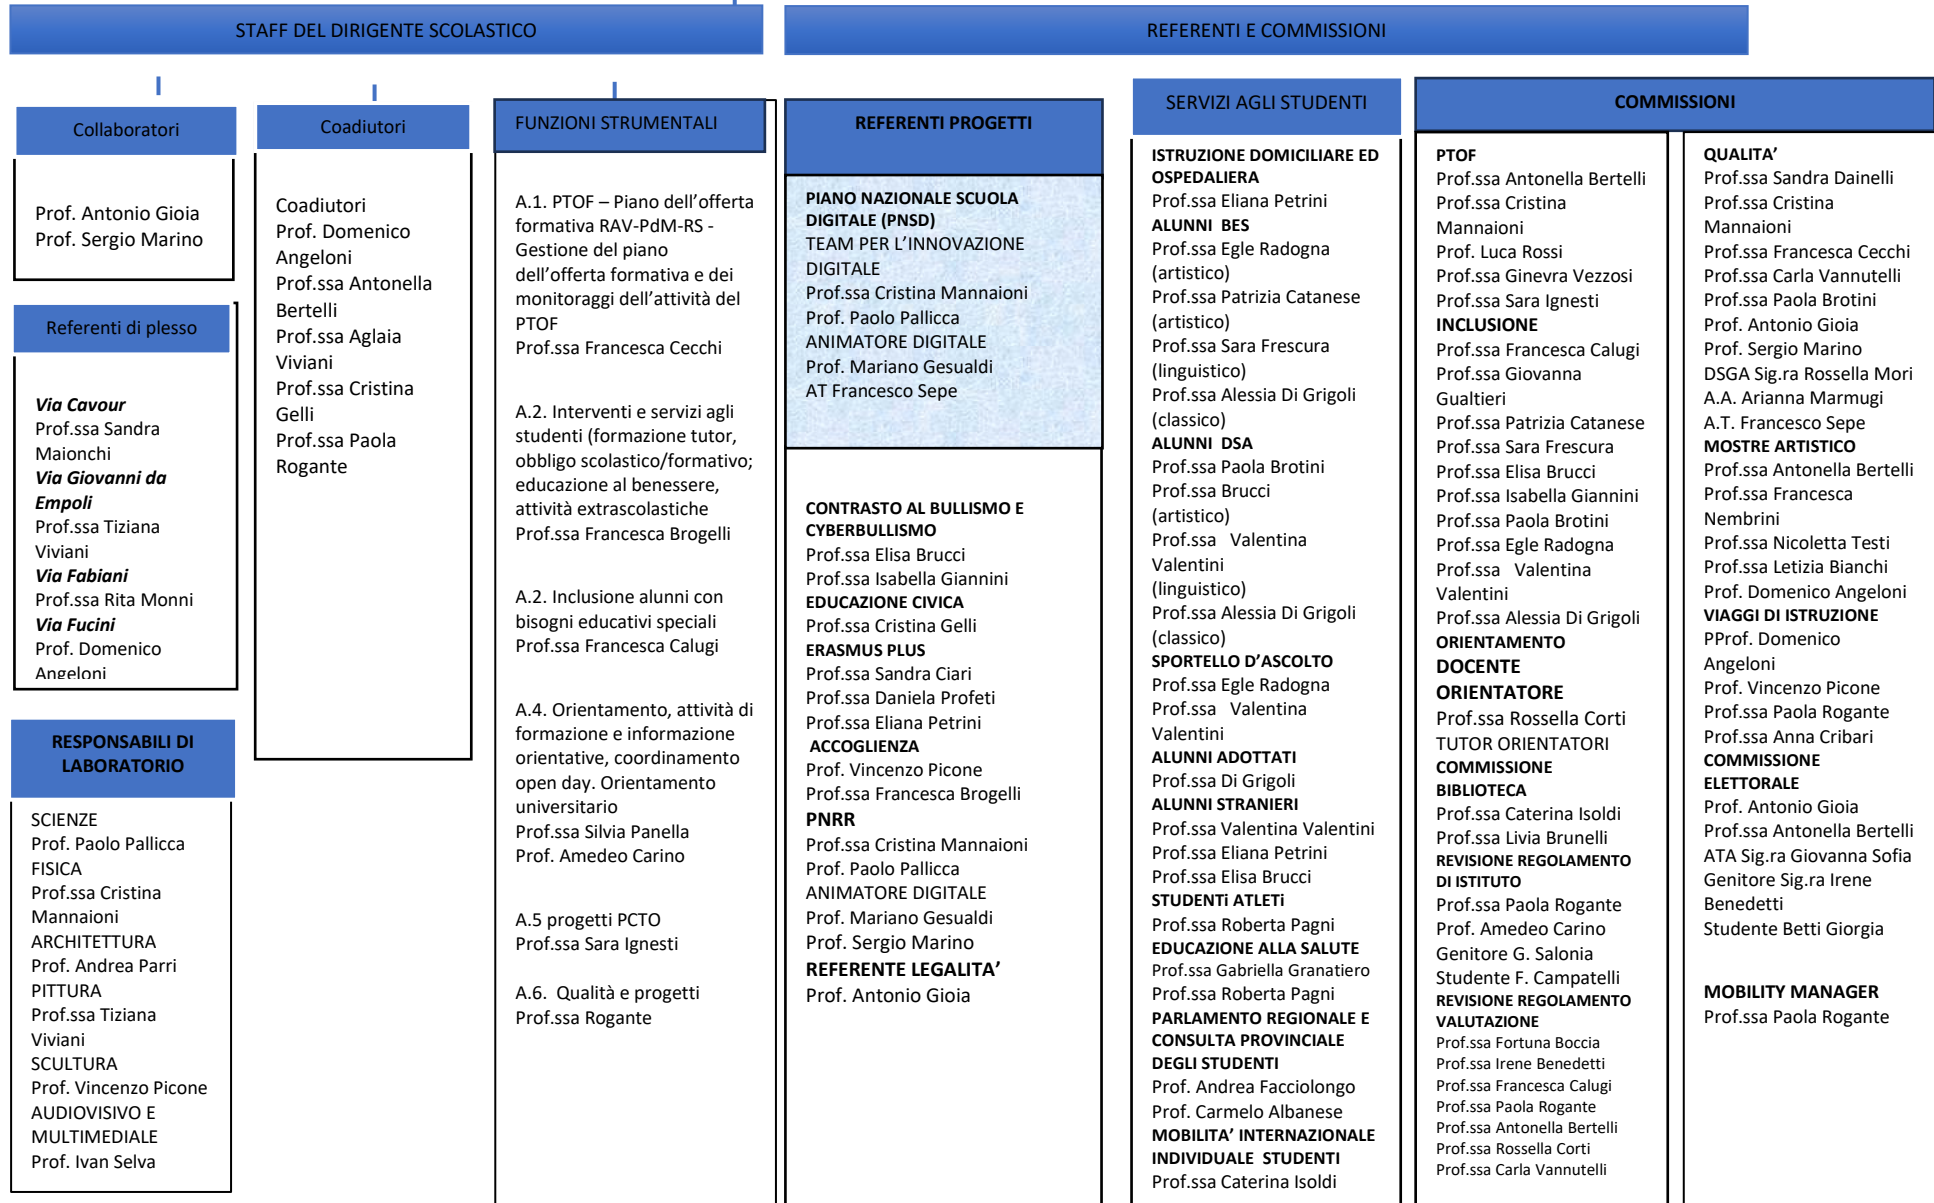 STAFF DEL DIRIGENTE SCOLASTICO
Collaboratori
Prof. Antonio Gioia
Prof. Sergio Marino
Referenti di plesso
Via Cavour
Prof.ssa Sandra
Maionchi
Via Giovanni da
Empoli
Prof.ssa Tiziana
Viviani
Via Fabiani
Prof.ssa Rita Monni
Via Fucini
Prof. Domenico
Angeloni
RESPONSABILI DI
LABORATORIO
SCIENZE
Prof. Paolo Pallicca
FISICA
Prof.ssa Cristina
Mannaioni
ARCHITETTURA
Prof. Andrea Parri
PITTURA
Prof.ssa Tiziana
Viviani
SCULTURA
Prof. Vincenzo Picone
AUDIOVISIVO E
MULTIMEDIALE
Prof. Ivan Selva
Coadiutori
Coadiutori
Prof. Domenico
Angeloni
Prof.ssa Antonella
Bertelli
Prof.ssa Aglaia
Viviani
Prof.ssa Cristina
Gelli
Prof.ssa Paola
Rogante
FUNZIONI STRUMENTALI
A.1. PTOF – Piano dell’offerta
formativa RAV-PdM-RS -
Gestione del piano
dell’offerta formativa e dei
monitoraggi dell’attività del
PTOF
Prof.ssa Francesca Cecchi
A.2. Interventi e servizi agli
studenti (formazione tutor,
obbligo scolastico/formativo;
educazione al benessere,
attività extrascolastiche
Prof.ssa Francesca Brogelli
A.2. Inclusione alunni con
bisogni educativi speciali
Prof.ssa Francesca Calugi
A.4. Orientamento, attività di
formazione e informazione
orientative, coordinamento
open day. Orientamento
universitario
Prof.ssa Silvia Panella
Prof. Amedeo Carino
A.5 progetti PCTO
Prof.ssa Sara Ignesti
A.6. Qualità e progetti
Prof.ssa Rogante
REFERENTI E COMMISSIONI
REFERENTI PROGETTI
PIANO NAZIONALE SCUOLA
DIGITALE (PNSD)
TEAM PER L’INNOVAZIONE
DIGITALE
Prof.ssa Cristina Mannaioni
Prof. Paolo Pallicca
ANIMATORE DIGITALE
Prof. Mariano Gesualdi
AT Francesco Sepe
CONTRASTO AL BULLISMO E
CYBERBULLISMO
Prof.ssa Elisa Brucci
Prof.ssa Isabella Giannini
EDUCAZIONE CIVICA
Prof.ssa Cristina Gelli
ERASMUS PLUS
Prof.ssa Sandra Ciari
Prof.ssa Daniela Profeti
Prof.ssa Eliana Petrini
ACCOGLIENZA
Prof. Vincenzo Picone
Prof.ssa Francesca Brogelli
PNRR
Prof.ssa Cristina Mannaioni
Prof. Paolo Pallicca
ANIMATORE DIGITALE
Prof. Mariano Gesualdi
Prof. Sergio Marino
REFERENTE LEGALITA’
Prof. Antonio Gioia
SERVIZI AGLI STUDENTI
ISTRUZIONE DOMICILIARE ED
OSPEDALIERA
Prof.ssa Eliana Petrini
ALUNNI BES
Prof.ssa Egle Radogna
(artistico)
Prof.ssa Patrizia Catanese
(artistico)
Prof.ssa Sara Frescura
(linguistico)
Prof.ssa Alessia Di Grigoli
(classico)
ALUNNI DSA
Prof.ssa Paola Brotini
Prof.ssa Brucci
(artistico)
Prof.ssa Valentina
Valentini
(linguistico)
Prof.ssa Alessia Di Grigoli
(classico)
SPORTELLO D’ASCOLTO
Prof.ssa Egle Radogna
Prof.ssa Valentina
Valentini
ALUNNI ADOTTATI
Prof.ssa Di Grigoli
ALUNNI STRANIERI
Prof.ssa Valentina Valentini
Prof.ssa Eliana Petrini
Prof.ssa Elisa Brucci
STUDENTi ATLETi
Prof.ssa Roberta Pagni
EDUCAZIONE ALLA SALUTE
Prof.ssa Gabriella Granatiero
Prof.ssa Roberta Pagni
PARLAMENTO REGIONALE E
CONSULTA PROVINCIALE
DEGLI STUDENTI
Prof. Andrea Facciolongo
Prof. Carmelo Albanese
MOBILITA’ INTERNAZIONALE
INDIVIDUALE STUDENTI
Prof.ssa Caterina Isoldi
COMMISSIONI
PTOF
Prof.ssa Antonella Bertelli
Prof.ssa Cristina
Mannaioni
Prof. Luca Rossi
Prof.ssa Ginevra Vezzosi
Prof.ssa Sara Ignesti
INCLUSIONE
Prof.ssa Francesca Calugi
Prof.ssa Giovanna
Gualtieri
Prof.ssa Patrizia Catanese
Prof.ssa Sara Frescura
Prof.ssa Elisa Brucci
Prof.ssa Isabella Giannini
Prof.ssa Paola Brotini
Prof.ssa Egle Radogna
Prof.ssa Valentina
Valentini
Prof.ssa Alessia Di Grigoli
ORIENTAMENTO
DOCENTE
ORIENTATORE
Prof.ssa Rossella Corti
TUTOR ORIENTATORI
COMMISSIONE
BIBLIOTECA
Prof.ssa Caterina Isoldi
Prof.ssa Livia Brunelli
REVISIONE REGOLAMENTO
DI ISTITUTO
Prof.ssa Paola Rogante
Prof. Amedeo Carino
Genitore G. Salonia
Studente F. Campatelli
REVISIONE REGOLAMENTO
VALUTAZIONE
Prof.ssa Fortuna Boccia
Prof.ssa Irene Benedetti
Prof.ssa Francesca Calugi
Prof.ssa Paola Rogante
Prof.ssa Antonella Bertelli
Prof.ssa Rossella Corti
Prof.ssa Carla Vannutelli
QUALITA’
Prof.ssa Sandra Dainelli
Prof.ssa Cristina
Mannaioni
Prof.ssa Francesca Cecchi
Prof.ssa Carla Vannutelli
Prof.ssa Paola Brotini
Prof. Antonio Gioia
Prof. Sergio Marino
DSGA Sig.ra Rossella Mori
A.A. Arianna Marmugi
A.T. Francesco Sepe
MOSTRE ARTISTICO
Prof.ssa Antonella Bertelli
Prof.ssa Francesca
Nembrini
Prof.ssa Nicoletta Testi
Prof.ssa Letizia Bianchi
Prof. Domenico Angeloni
VIAGGI DI ISTRUZIONE
PProf. Domenico
Angeloni
Prof. Vincenzo Picone
Prof.ssa Paola Rogante
Prof.ssa Anna Cribari
COMMISSIONE
ELETTORALE
Prof. Antonio Gioia
Prof.ssa Antonella Bertelli
ATA Sig.ra Giovanna Sofia
Genitore Sig.ra Irene
Benedetti
Studente Betti Giorgia
MOBILITY MANAGER
Prof.ssa Paola Rogante